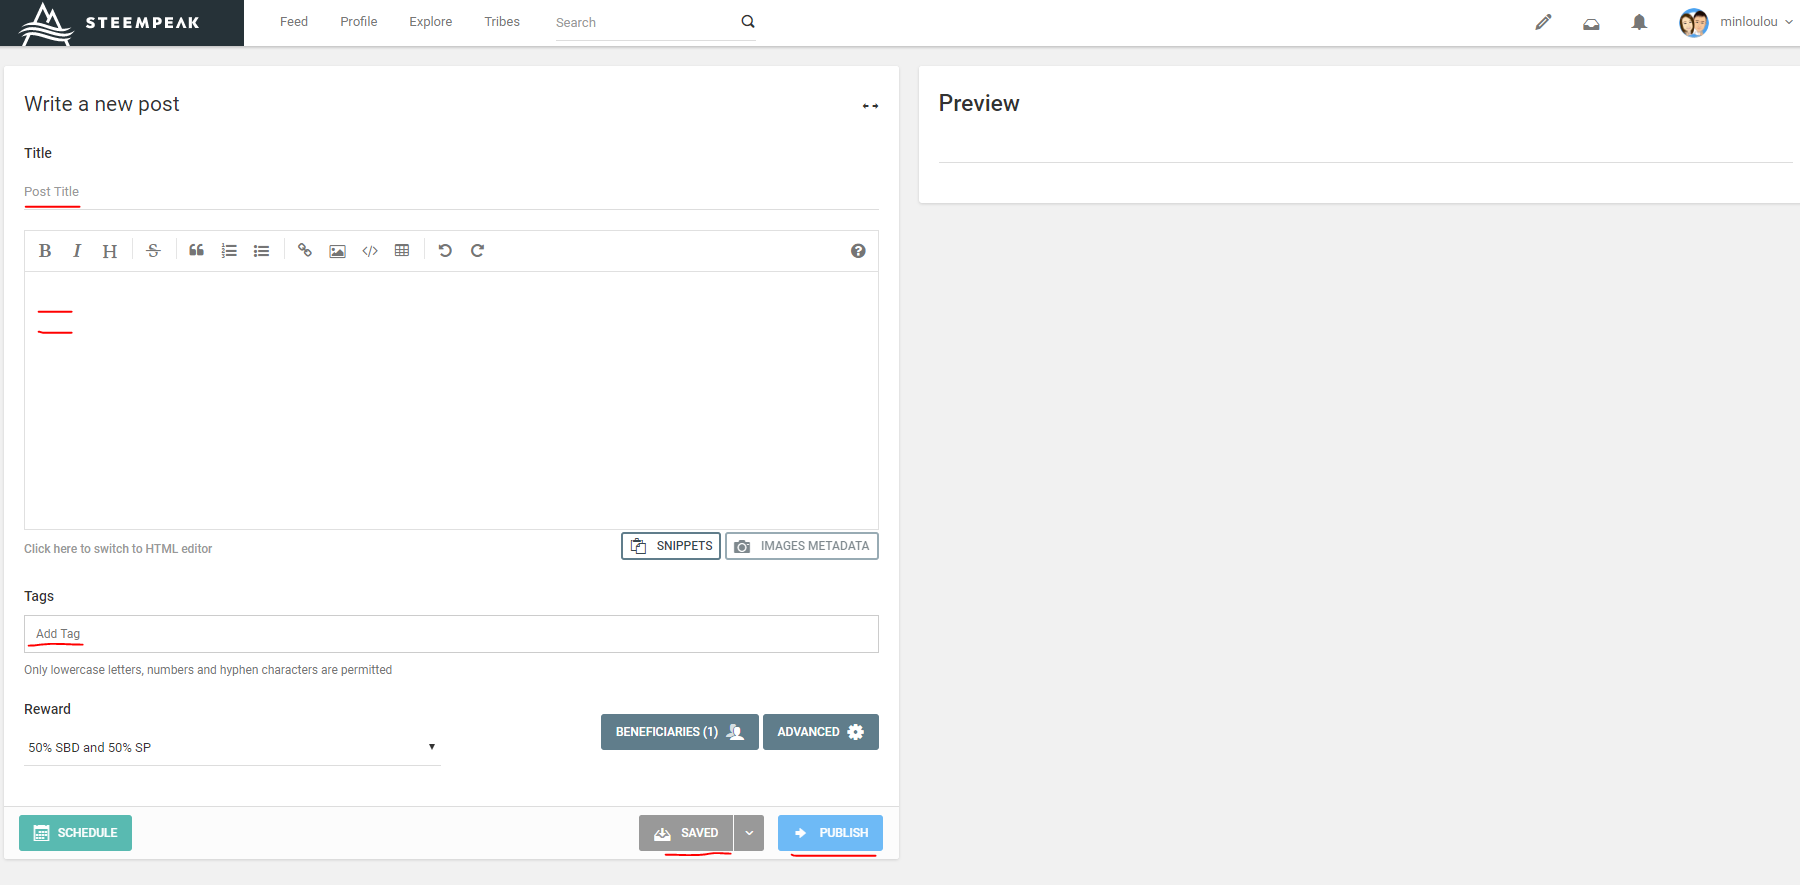 STEEMPEAK Feed Profile Explore Tribes Search minloulou
Write a new post
Preview
Title
Post Title
B I H S
Click here to switch to HTML editor
SNIPPETS IMAGES METADATA
Tags
Add Tag
Only lowercase letters, numbers and hyphen characters are permitted
Reward
50% SBD and 50% SP
BENEFICIARIES (1) ADVANCED
SCHEDULE SAVED PUBLISH